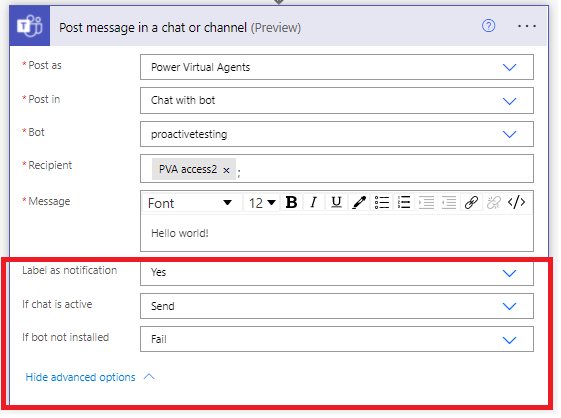 Post message in a chat or channel (Preview)
* Post as
Power Virtual Agents
* Post in
Chat with bot
* Bot
proactivetesting
* Recipient
PVA access2 × ;
* Message
Font 12 B I U </>
Hello world!
Label as notification
Yes
If chat is active
Send
If bot not installed
Fail
Hide advanced options